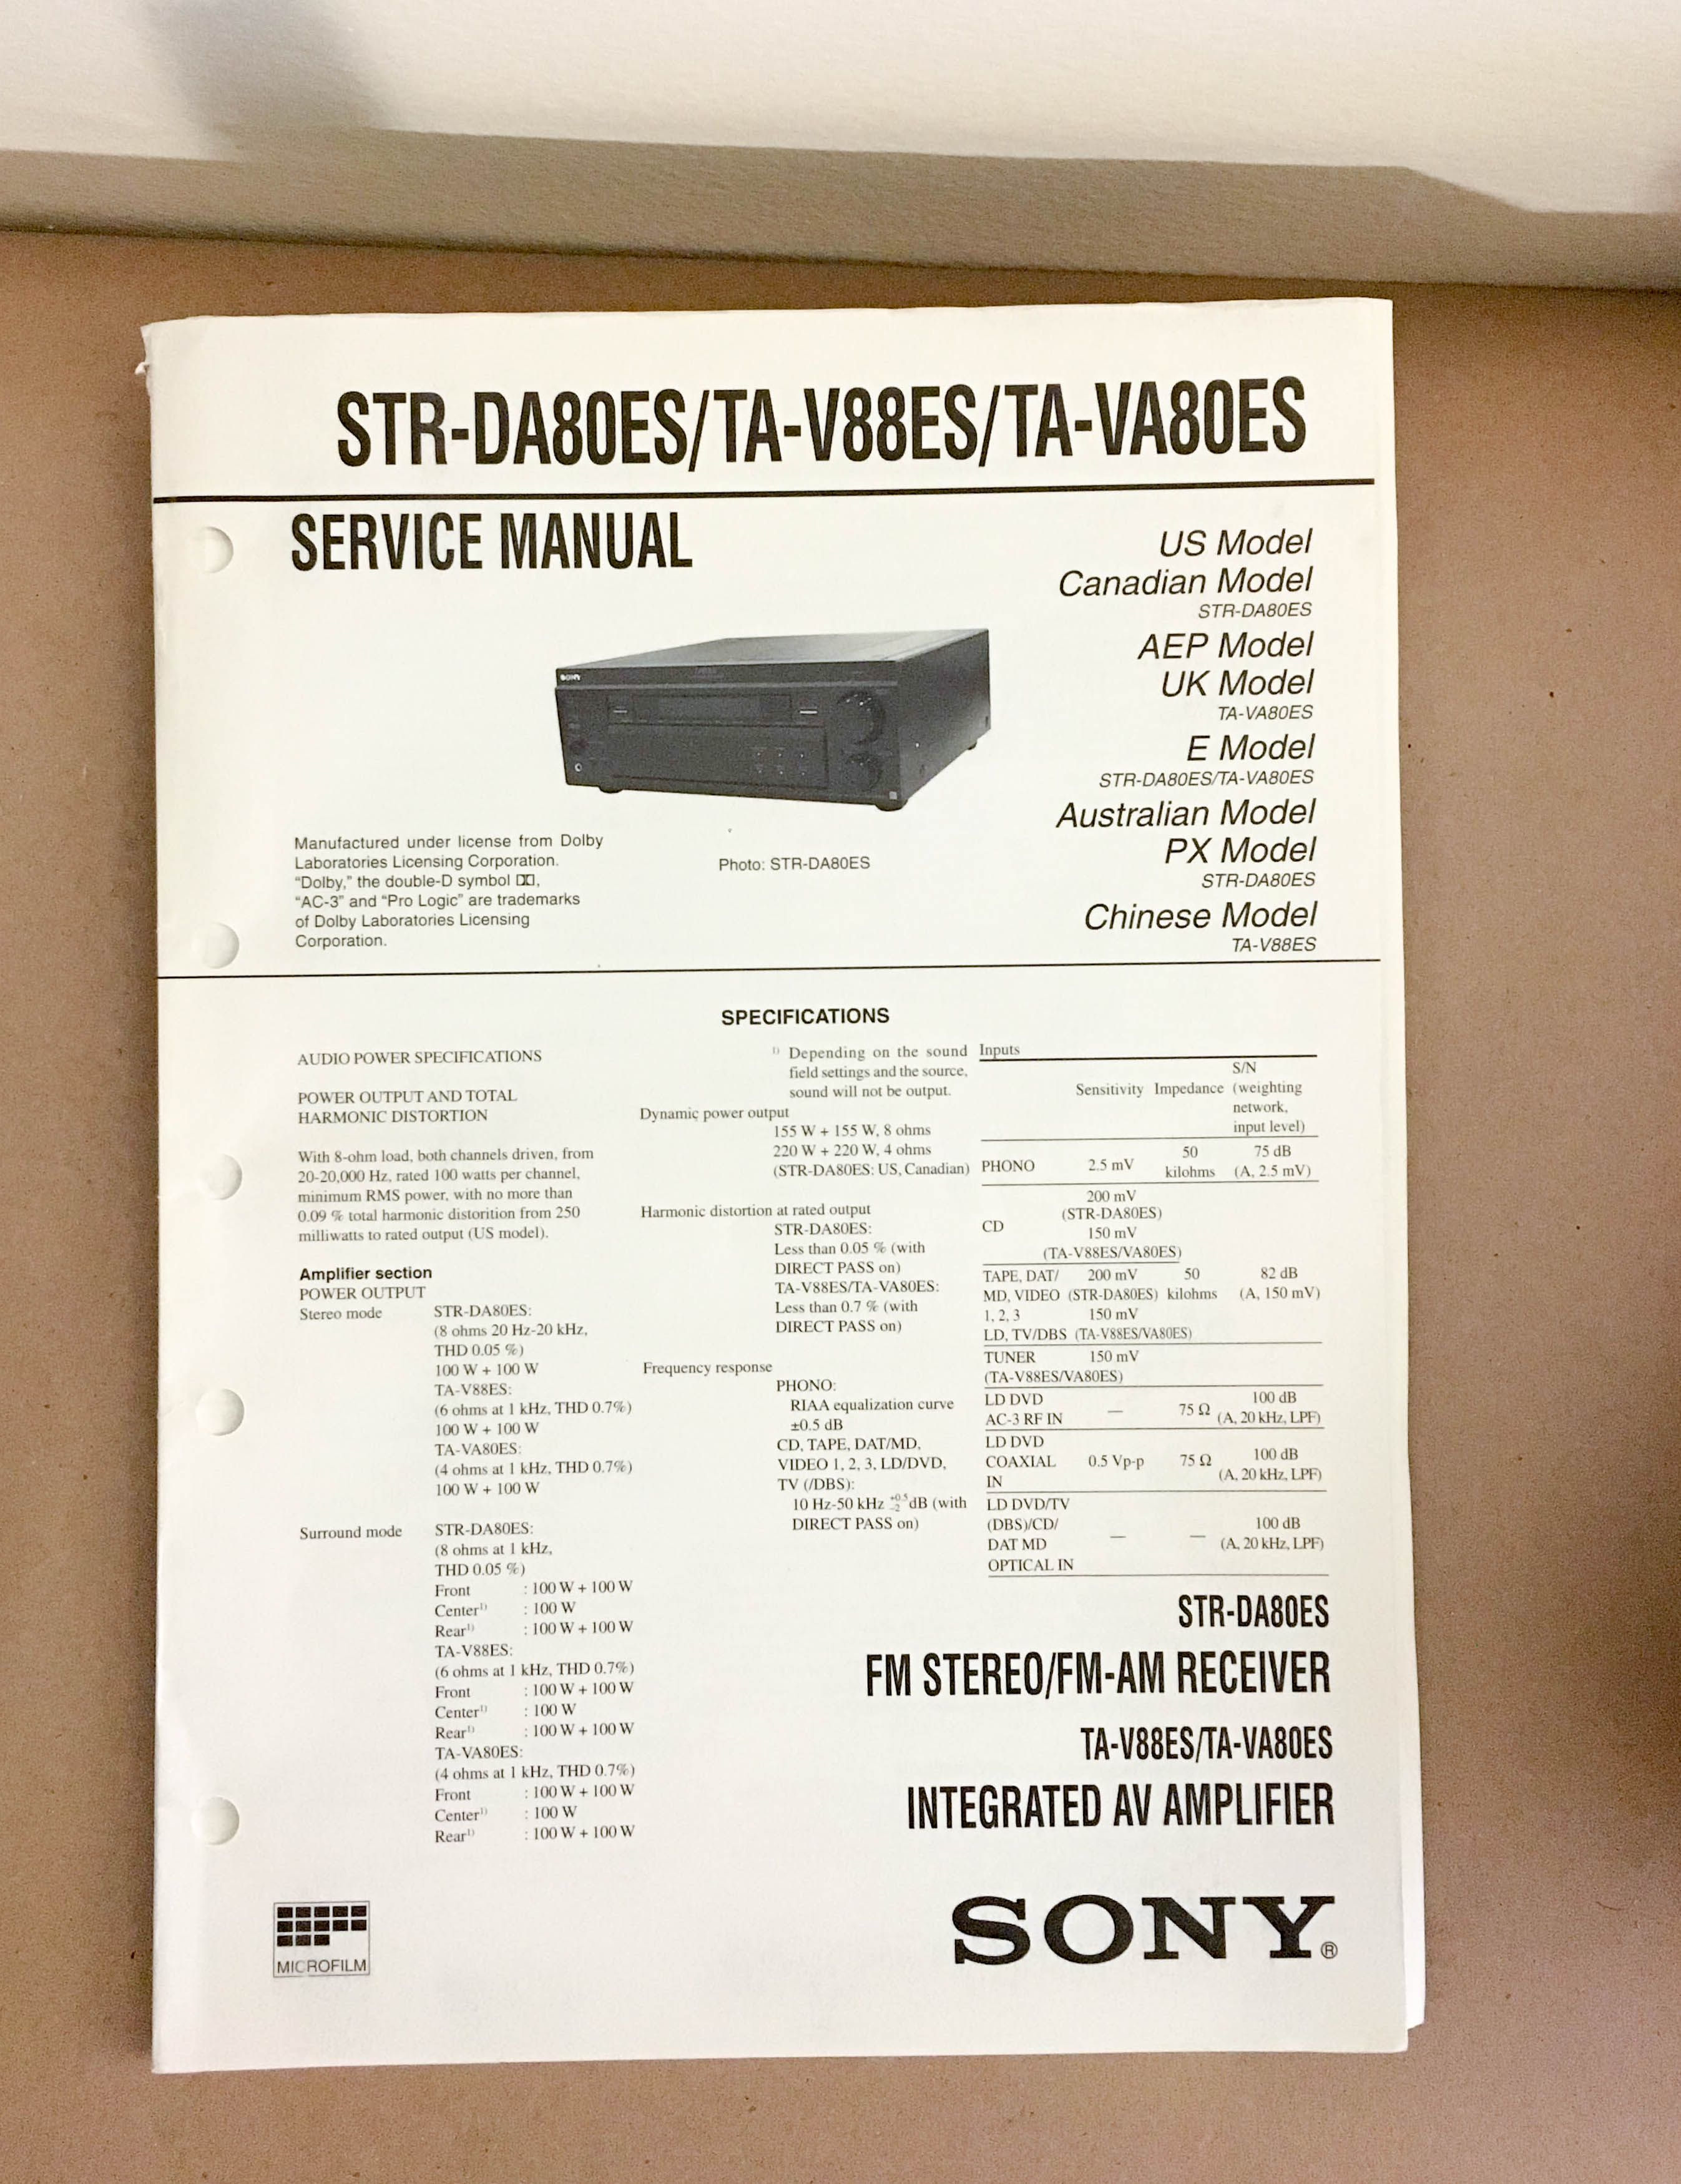 STR-DA80ES/TA-V88ES/TA-VA80ES
SERVICE MANUAL
US Model
Canadian Model
STR-DA80ES
AEP Model
UK Model
TA-VA80ES
E Model
STR-DA80ES/TA-VA80ES
Australian Model
PX Model
STR-DA80ES
Chinese Model
TA-V88ES
SONY
Manufactured under license from Dolby
Laboratories Licensing Corporation.
“Dolby,” the double-D symbol,
“AC-3” and “Pro Logic” are trademarks
of Dolby Laboratories Licensing
Corporation.
Photo: STR-DA80ES
SPECIFICATIONS
AUDIO POWER SPECIFICATIONS
POWER OUTPUT AND TOTAL
HARMONIC DISTORTION
With 8-ohm load, both channels driven, from
20-20,000 Hz, rated 100 watts per channel,
minimum RMS power, with no more than
0.09 % total harmonic distorition from 250
milliwatts to rated output (US model).
Amplifier section
POWER OUTPUT
Stereo mode STR-DA80ES:
(8 ohms 20 Hz-20 kHz,
THD 0.05 %)
100 W + 100 W
TA-V88ES:
(6 ohms at 1 kHz, THD 0.7%)
100 W + 100 W
TA-VA80ES:
(4 ohms at 1 kHz, THD 0.7%)
100 W + 100 W
Surround mode STR-DA80ES:
(8 ohms at 1 kHz,
THD 0.05 %)
Front : 100 W + 100 W
Center1) : 100 W
Rear1) : 100 W + 100 W
TA-V88ES:
(6 ohms at 1 kHz, THD 0.7%)
Front : 100 W + 100 W
Center1) : 100 W
Rear1) : 100 W + 100 W
TA-VA80ES:
(4 ohms at 1 kHz, THD 0.7%)
Front : 100 W + 100 W
Center1) : 100 W
Rear1) : 100 W + 100 W
1) Depending on the sound
field settings and the source,
sound will not be output.
Dynamic power output
155 W + 155 W, 8 ohms
220 W + 220 W, 4 ohms
(STR-DA80ES: US, Canadian)
Harmonic distortion at rated output
STR-DA80ES:
Less than 0.05 % (with
DIRECT PASS on)
TA-V88ES/TA-VA80ES:
Less than 0.7 % (with
DIRECT PASS on)
Frequency response
PHONO:
RIAA equalization curve
±0.5 dB
CD, TAPE, DAT/MD,
VIDEO 1, 2, 3, LD/DVD,
TV (/DBS):
10 Hz-50 kHz +0.5 -2 dB (with
DIRECT PASS on)
Inputs
S/N
Sensitivity Impedance (weighting
network,
input level)
PHONO 2.5 mV 50 kilohms 75 dB (A, 2.5 mV)
200 mV
(STR-DA80ES)
CD
150 mV
(TA-V88ES/VA80ES)
TAPE, DAT/ 200 mV 50 82 dB
MD, VIDEO (STR-DA80ES) kilohms (A, 150 mV)
1, 2, 3 150 mV
LD, TV/DBS (TA-V88ES/VA80ES)
TUNER 150 mV
(TA-V88ES/VA80ES)
LD DVD 100 dB
AC-3 RF IN — 75 Ω (A, 20 kHz, LPF)
LD DVD
COAXIAL 0.5 Vp-p 75 Ω 100 dB
IN (A, 20 kHz, LPF)
LD DVD/TV
(DBS)/CD/ 100 dB
DAT MD — — (A, 20 kHz, LPF)
OPTICAL IN
STR-DA80ES
FM STEREO/FM-AM RECEIVER
TA-V88ES/TA-VA80ES
INTEGRATED AV AMPLIFIER
MICROFILM
SONY®